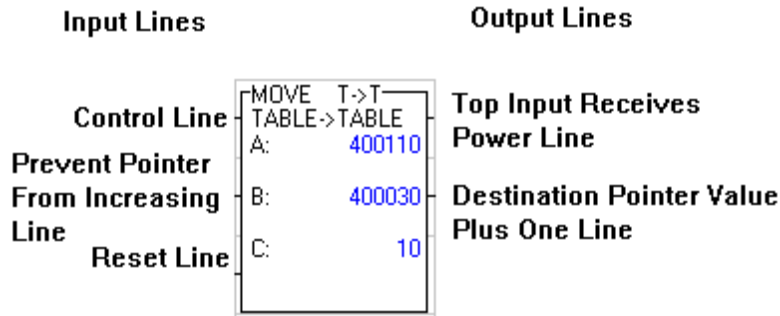 Input Lines
Output Lines
MOVE T->T
TABLE->TABLE
Control Line
Top Input Receives
Power Line
A: 400110
Prevent Pointer
From Increasing
Line
B: 400030
Destination Pointer Value
Plus One Line
Reset Line
C: 10